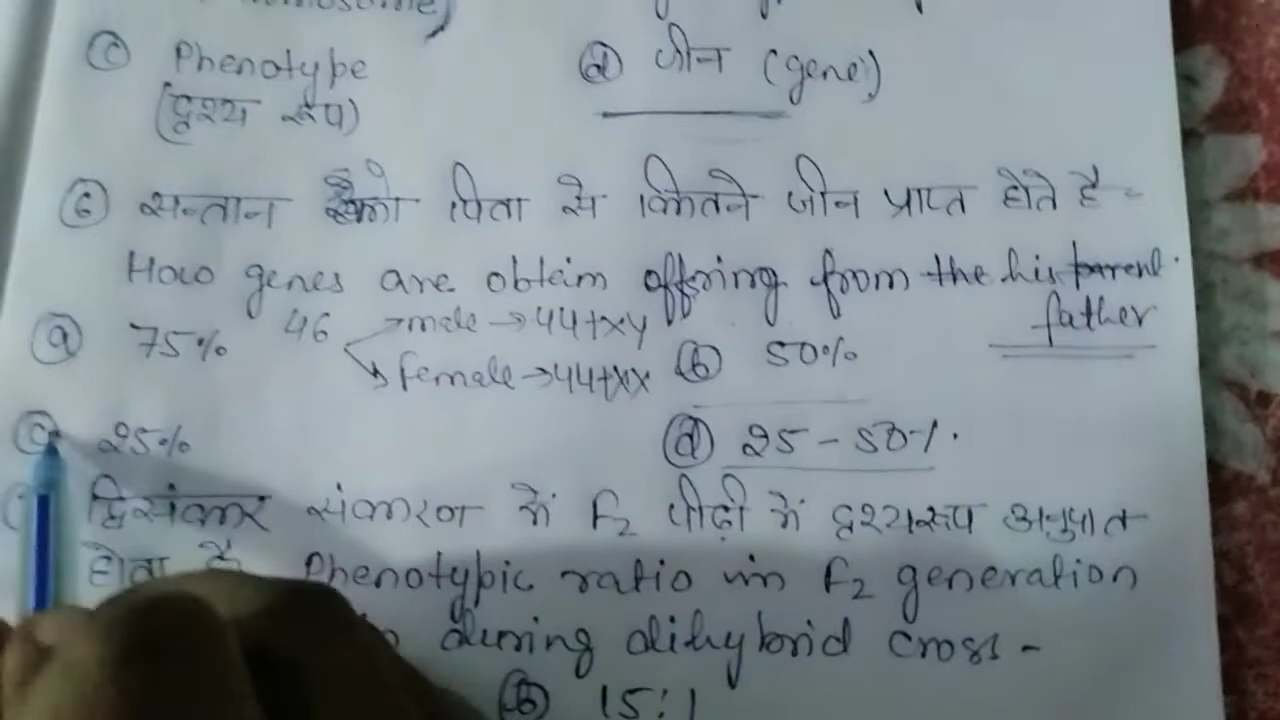 ⓒ Phenotype ⓓ जीन (gene)
(दृश्य रूप)
⑥ सन्तान को पिता से कितने जीन प्राप्त होते है -
How genes are obtain offsring from the his parent.
father
ⓐ 75% 46 → male → 44+xy ⓑ 50%
→ female → 44+xx
ⓒ 25% ⓓ 25 - 50%.
द्विसंकर संकरण में F₂ पीढ़ी में दृश्यरूप अनुपात
होता है Phenotypic ratio in F₂ generation
during dihybrid cross -
ⓑ 15:1